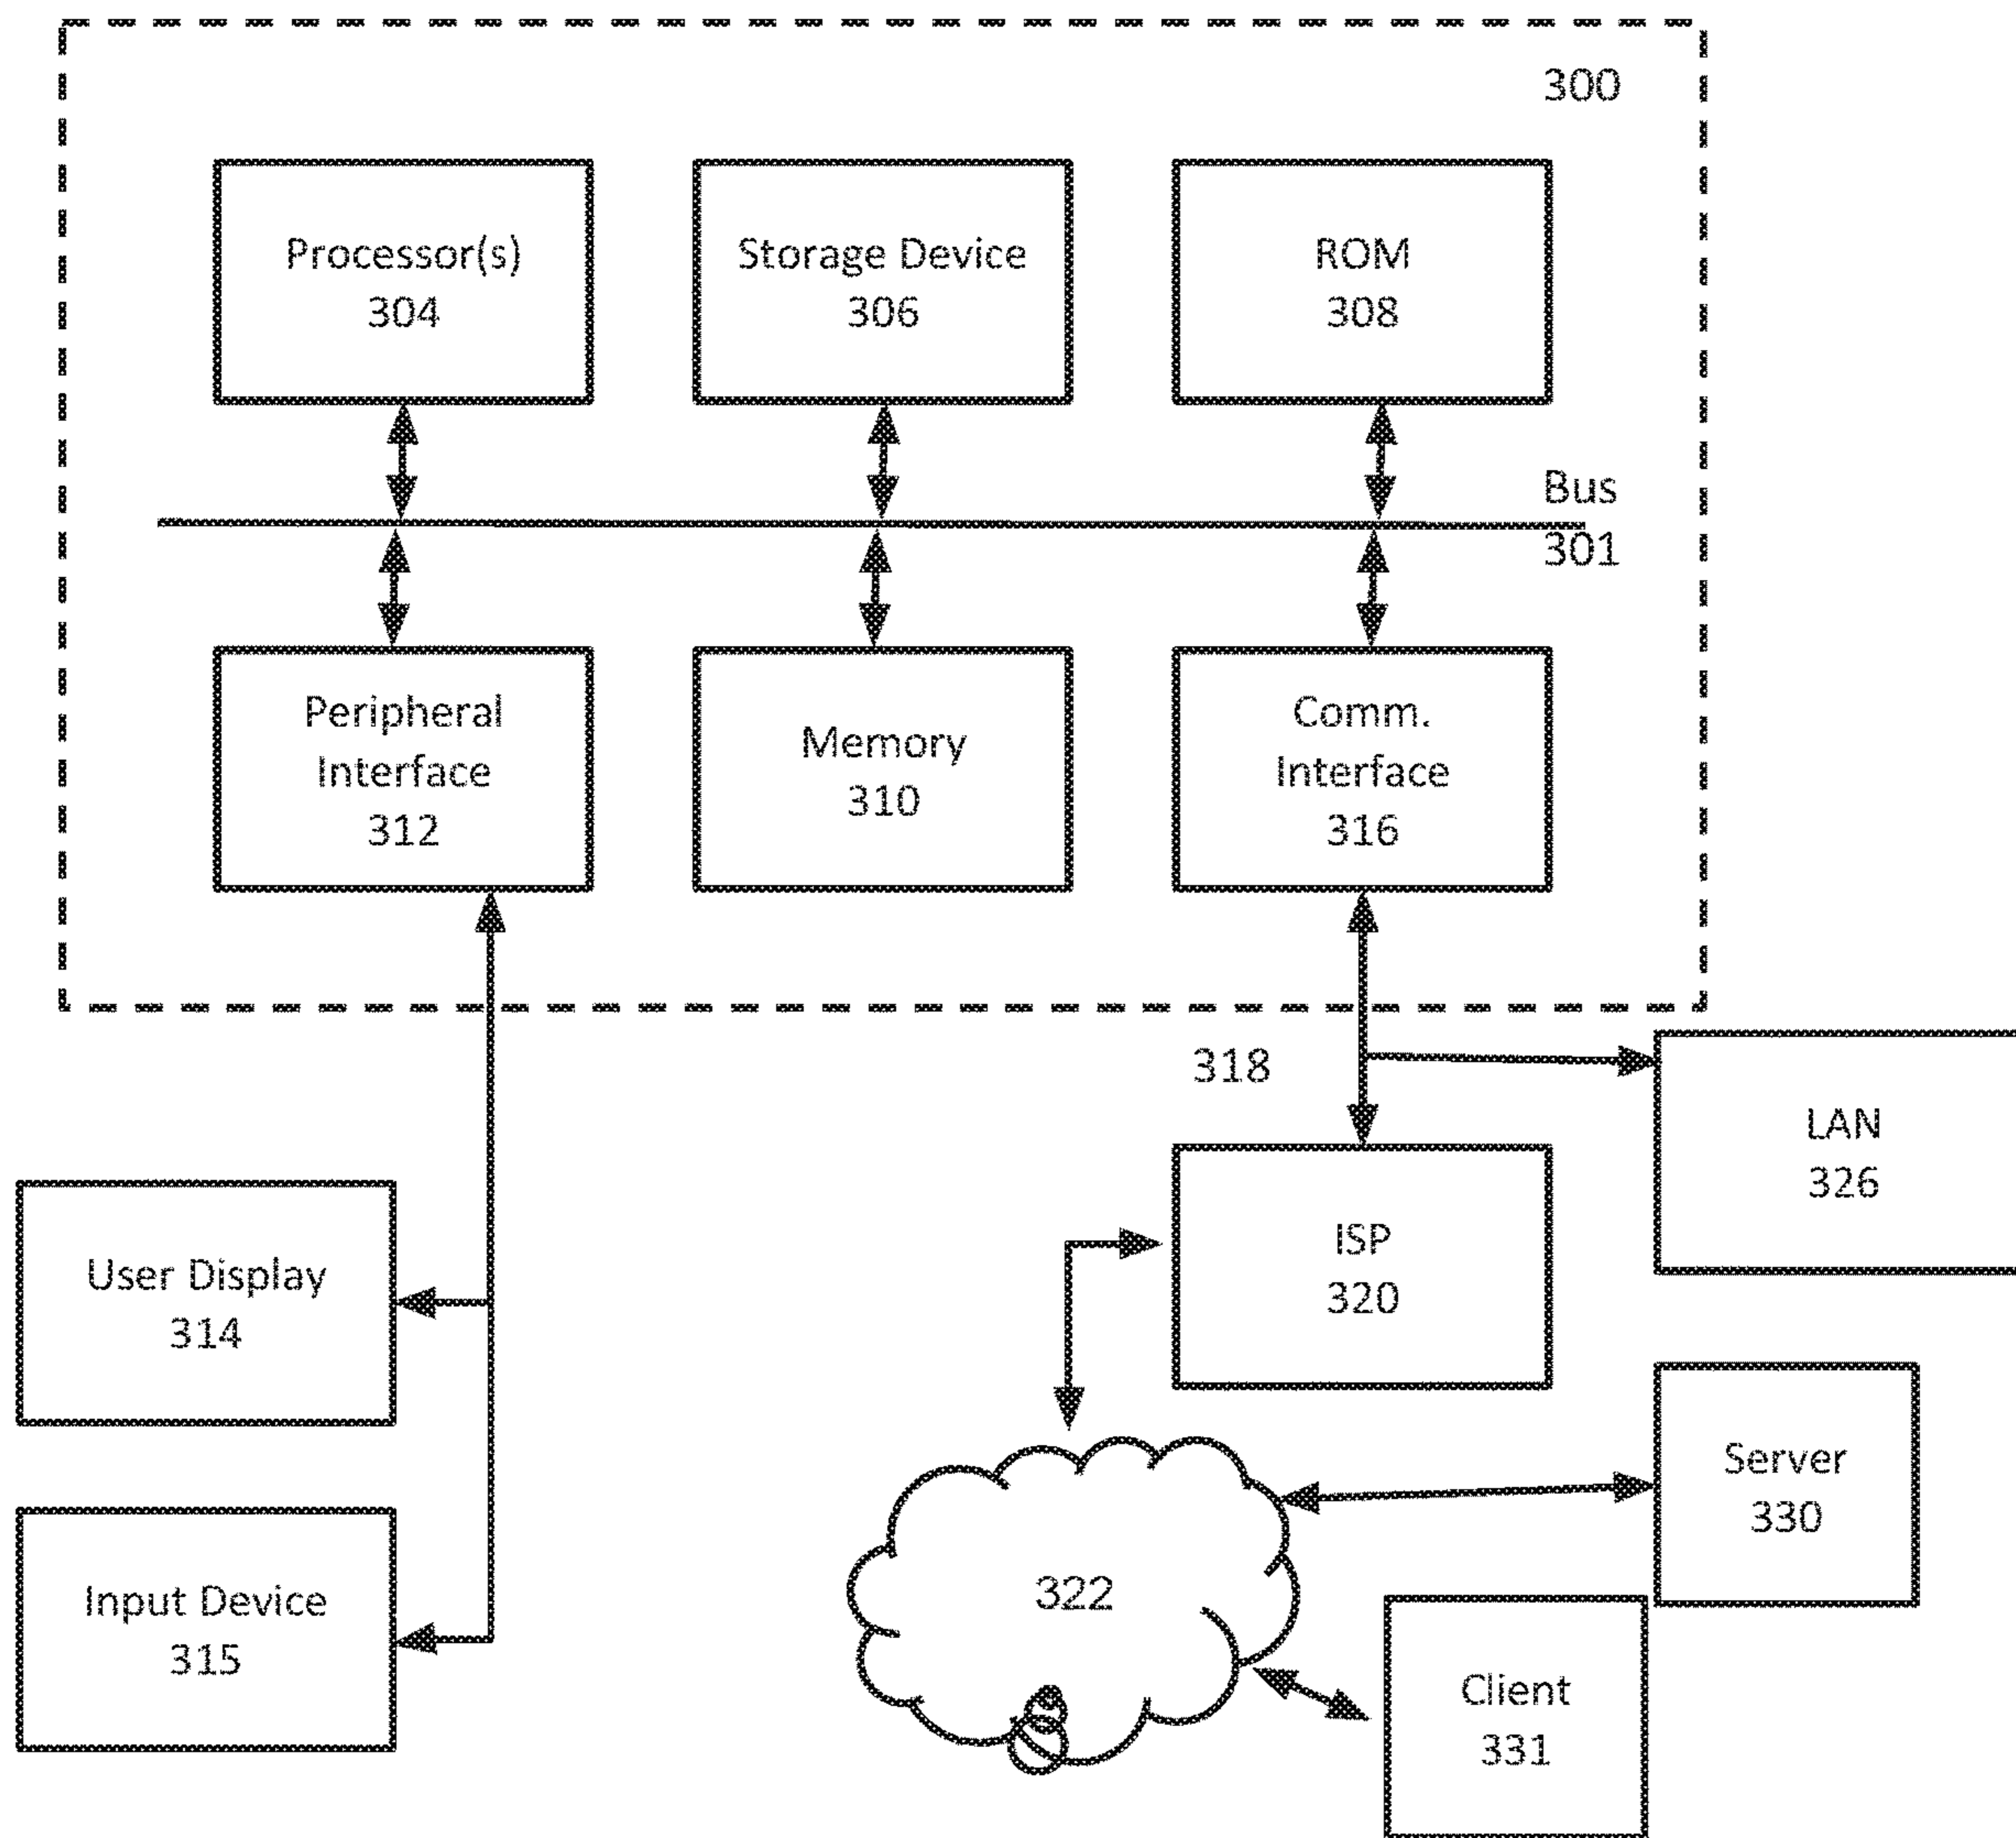 300
Processor(s)
304
Storage Device
306
ROM
308
Bus
301
Peripheral
Interface
312
Memory
310
Comm.
Interface
316
318
LAN
326
User Display
314
ISP
320
Server
330
Input Device
315
322
Client
331